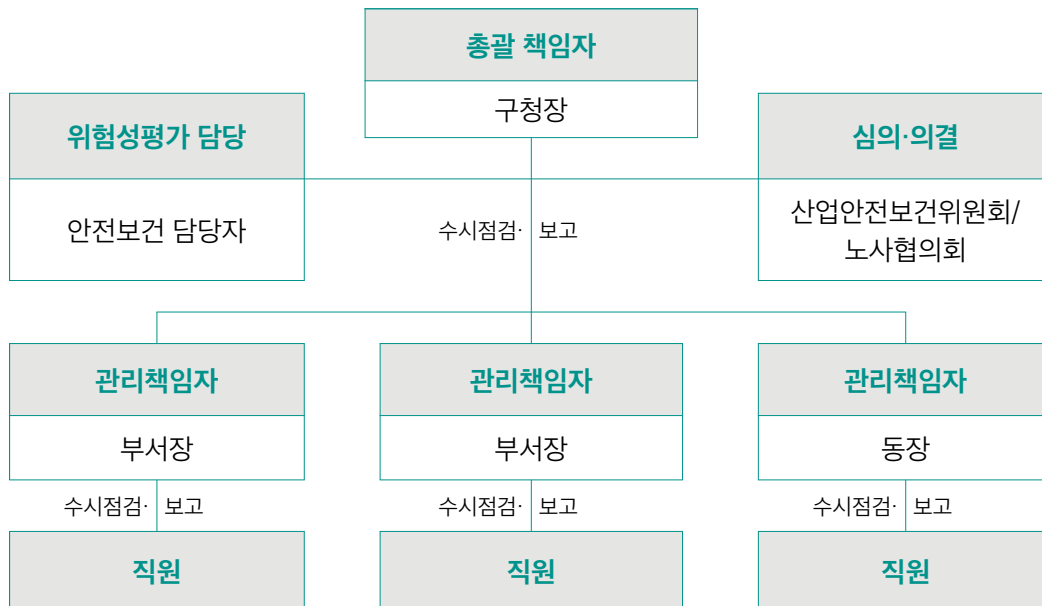 총괄 책임자
구청장
위험성평가 담당
안전보건 담당자
심의·의결
산업안전보건위원회/
노사협의회
수시점검· 보고
관리책임자
부서장
관리책임자
부서장
관리책임자
동장
수시점검· 보고
수시점검· 보고
수시점검· 보고
직원
직원
직원